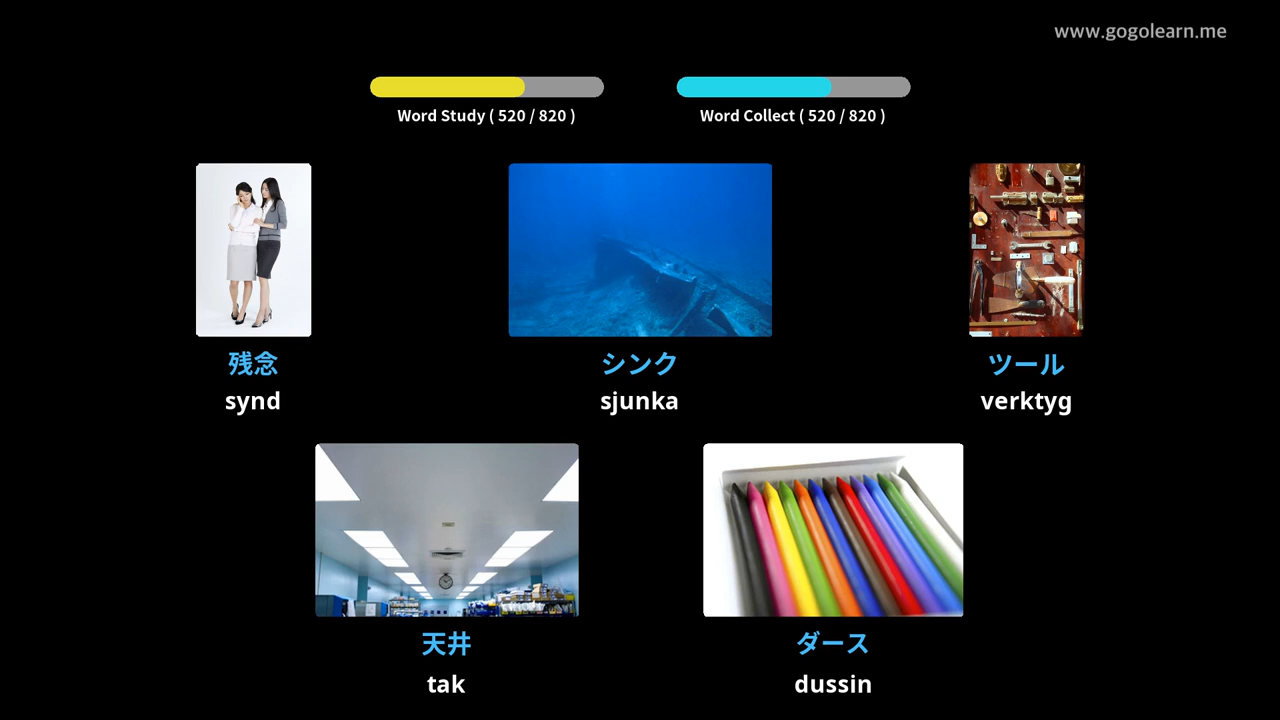 www.gogolearn.me
Word Study ( 520 / 820 )
Word Collect ( 520 / 820 )
残念
synd
シンク
sjunka
ツール
verktyg
天井
tak
ダース
dussin